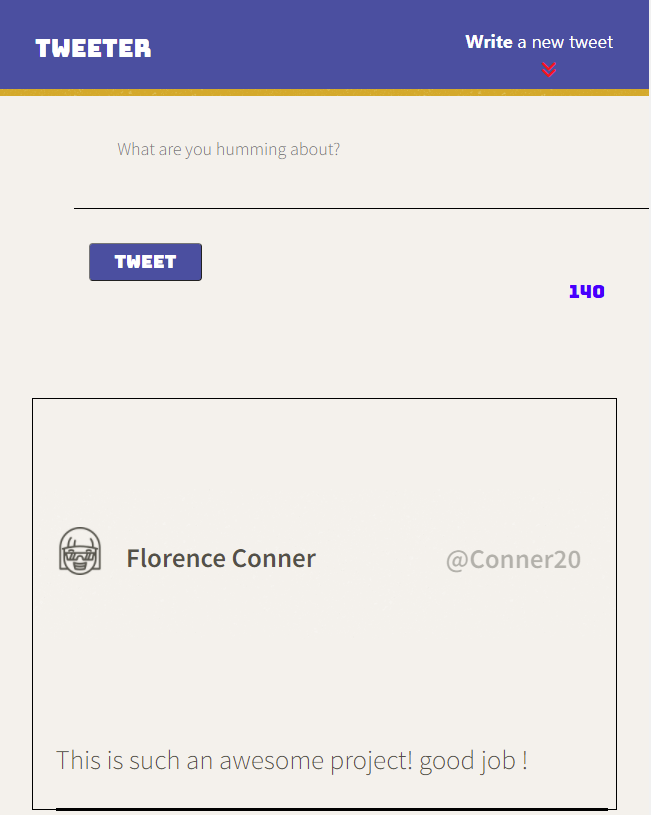 TWEETER
Write a new tweet
What are you humming about?
TWEET
140
Florence Conner
@Conner20
This is such an awesome project! good job !